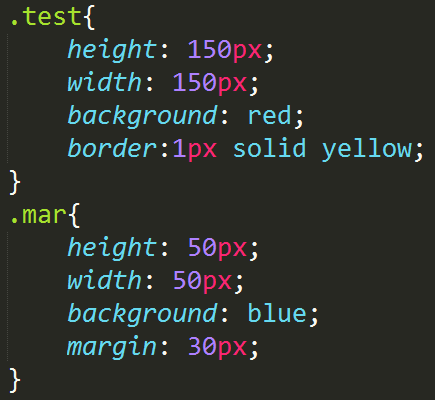 .test{
    height: 150px;
    width: 150px;
    background: red;
    border:1px solid yellow;
}
.mar{
    height: 50px;
    width: 50px;
    background: blue;
    margin: 30px;
}